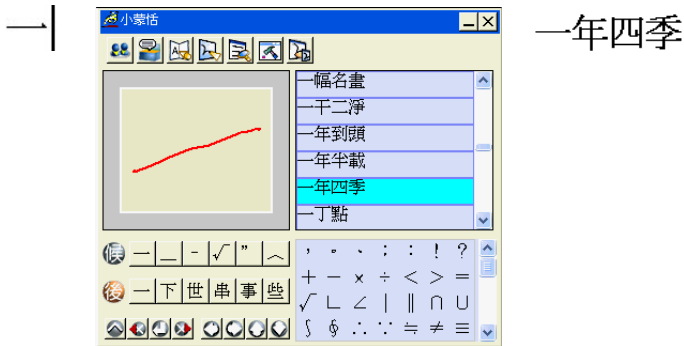 一
小蒙恬
一年四季
一幅名畫
一干二淨
一年到頭
一年半載
一年四季
一丁點
候 一 ＿ - √ ” ︿
後 一 下 世 串 事 些
， 。 、 ； ： ！ ？
＋ － × ÷ ＜ ＞ ＝
√ ∟ ∠ ｜ ∥ ∩ ∪
∫ ∮ ∴ ∵ ≒ ≠ ≡